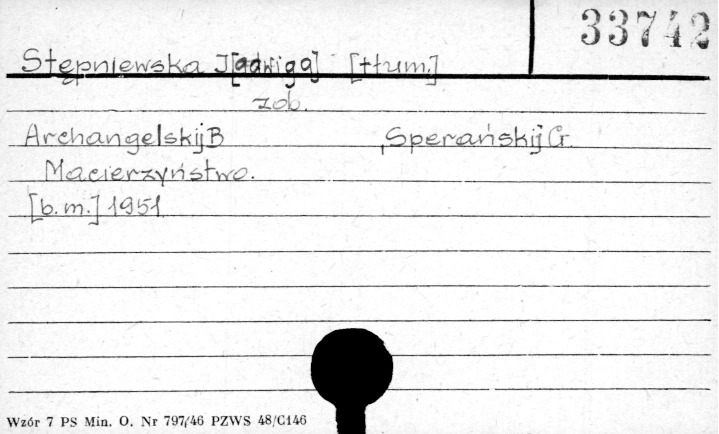 33742
Stępniewska J[adwiga] [tłum.]
zob.
Archangelskij B ,Sperańskij G.
Macierzyństwo.
[b.m.] 1951
Wzór 7 PS Min. O. Nr 797/46 PZWS 48/C146